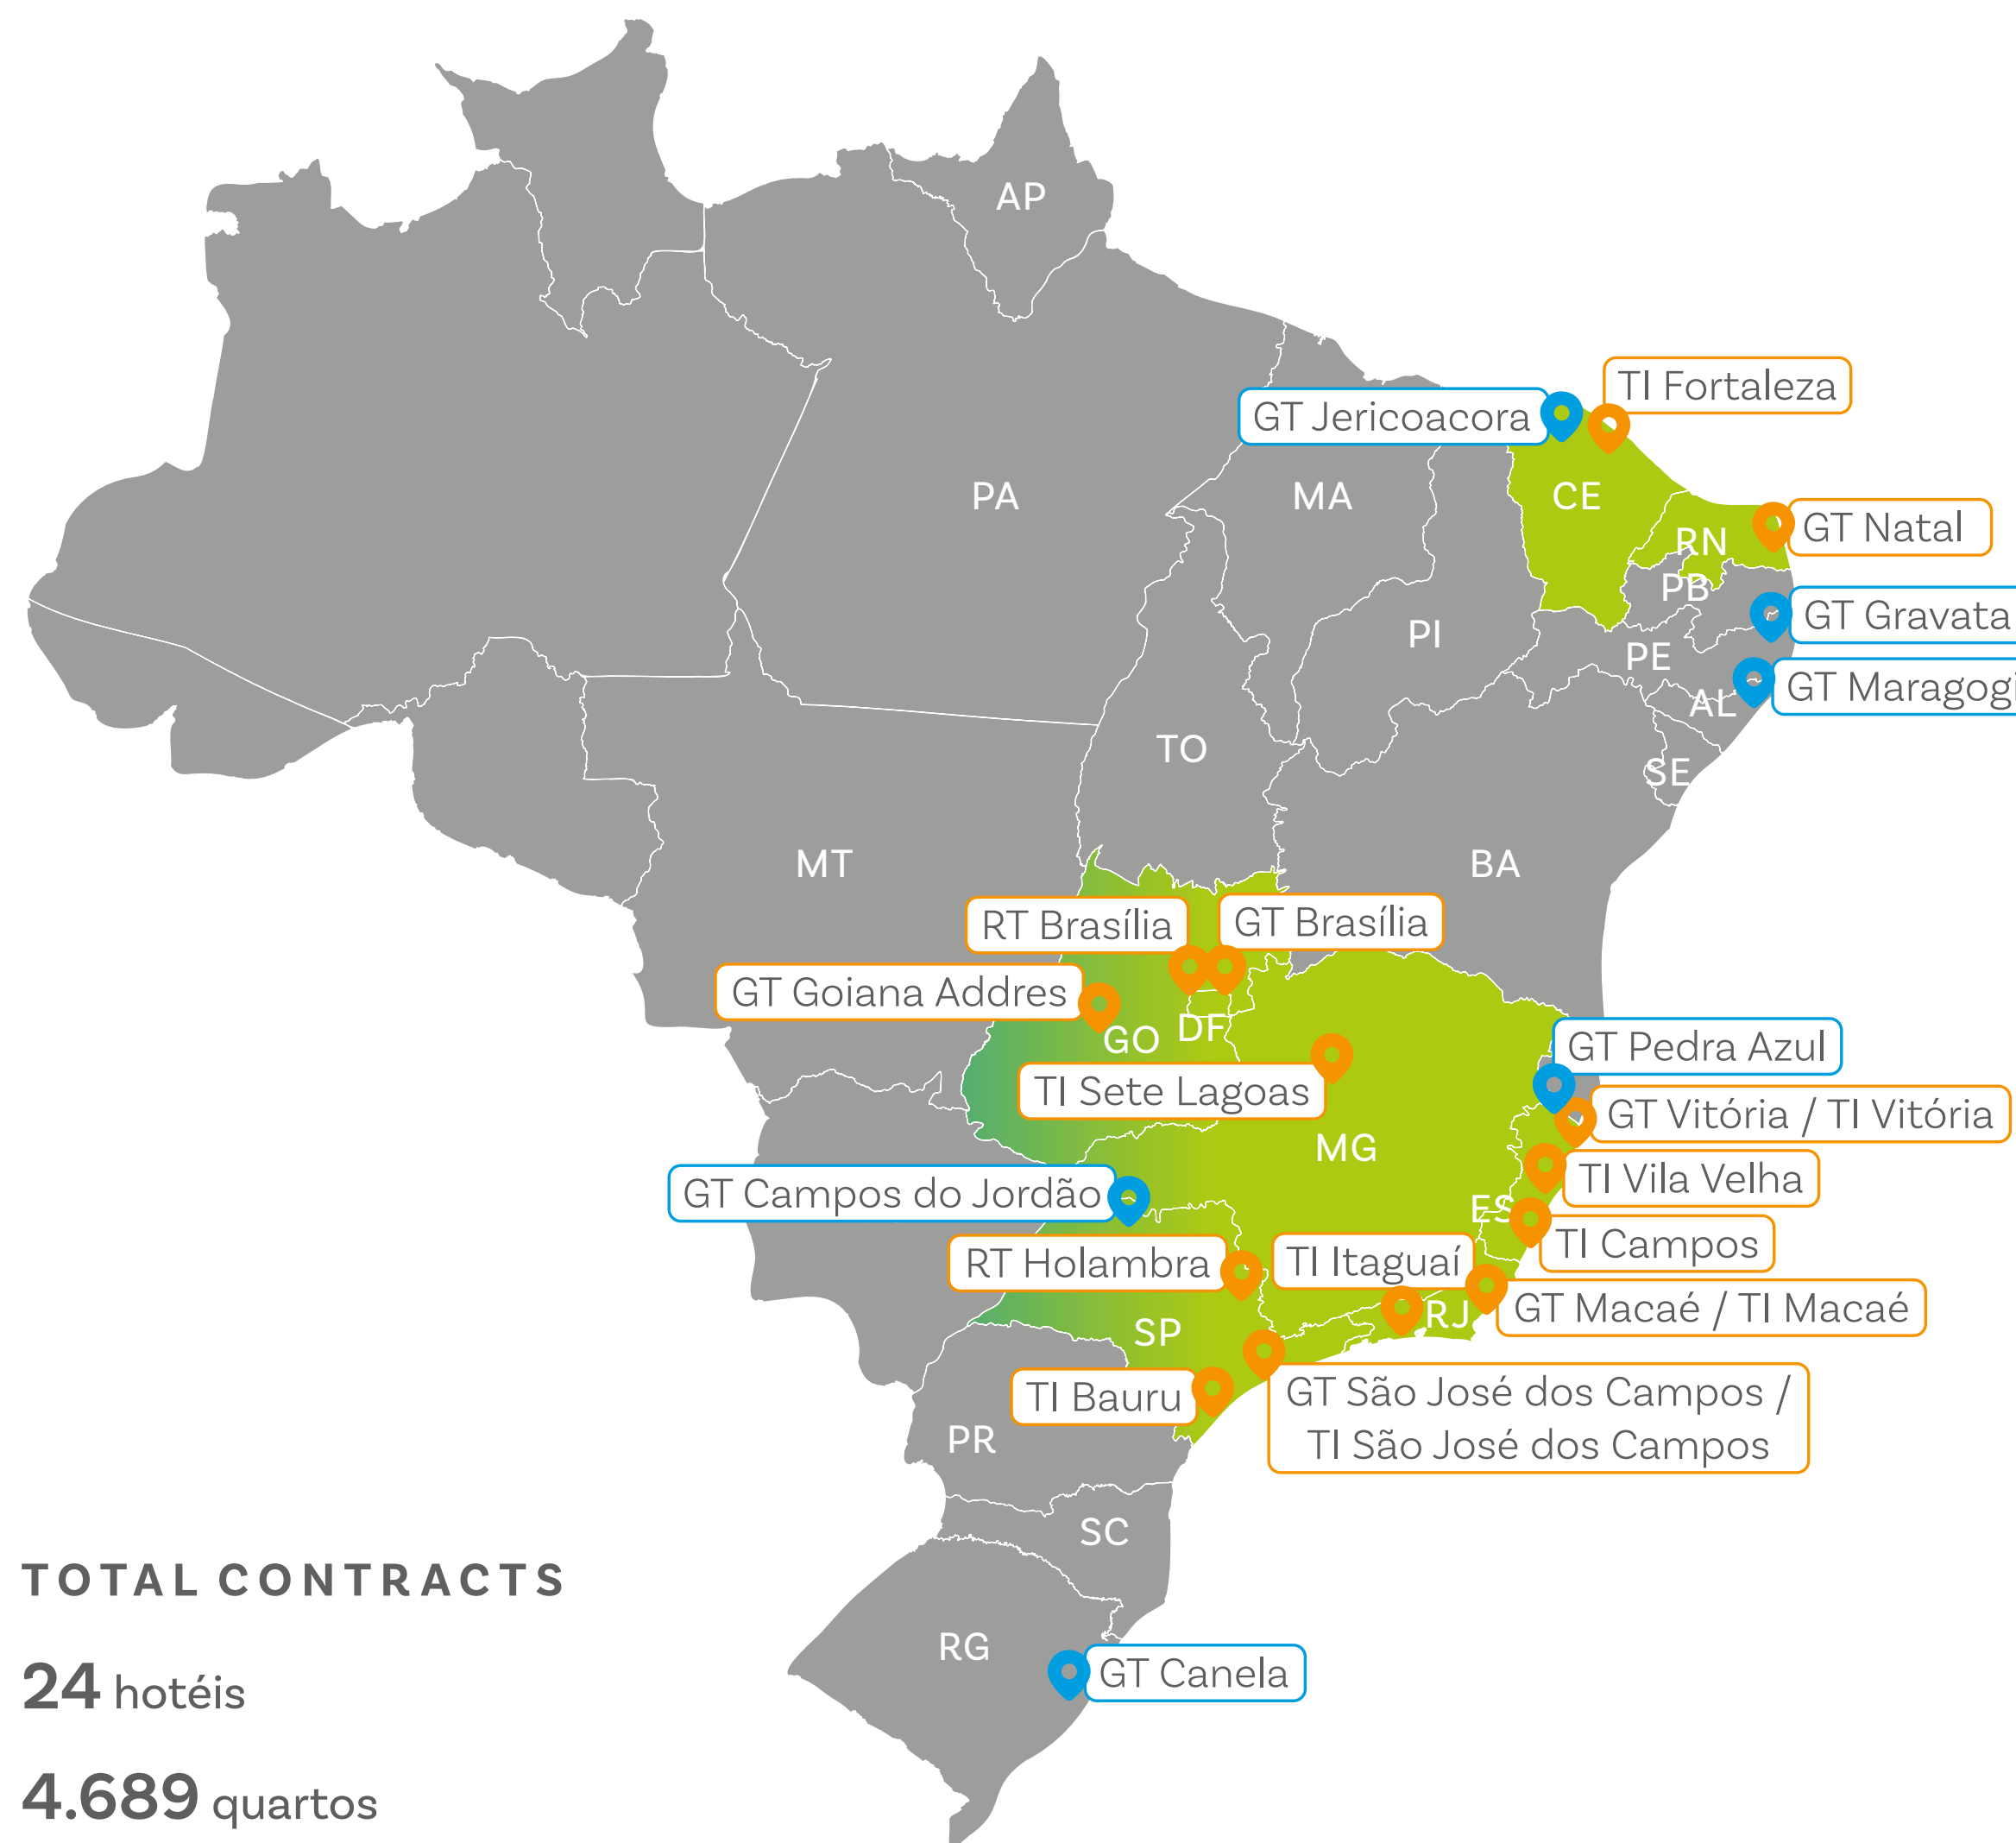 AP
TI Fortaleza
GT Jericoacora
PA
MA
CE
GT Natal
RN
PB
GT Gravata
PI
PE
GT Maragogi
AL
TO
SE
MT
BA
RT Brasília
GT Brasília
GT Goiana Addres
GO
DF
GT Pedra Azul
TI Sete Lagoas
GT Vitória / TI Vitória
MG
TI Vila Velha
GT Campos do Jordão
ES
TI Campos
RT Holambra
TI Itaguaí
GT Macaé / TI Macaé
RJ
SP
TI Bauru
GT São José dos Campos /
TI São José dos Campos
PR
SC
TOTAL CONTRACTS
RG
GT Canela
24 hotéis
4.689 quartos